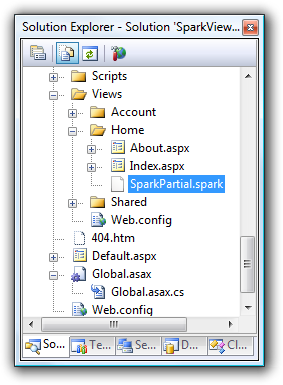 Solution Explorer - Solution 'SparkView...
Scripts
Views
Account
Home
About.aspx
Index.aspx
SparkPartial.spark
Shared
Web.config
404.htm
Default.aspx
Global.asax
Global.asax.cs
Web.config
So... Te... Se... D... Cl...